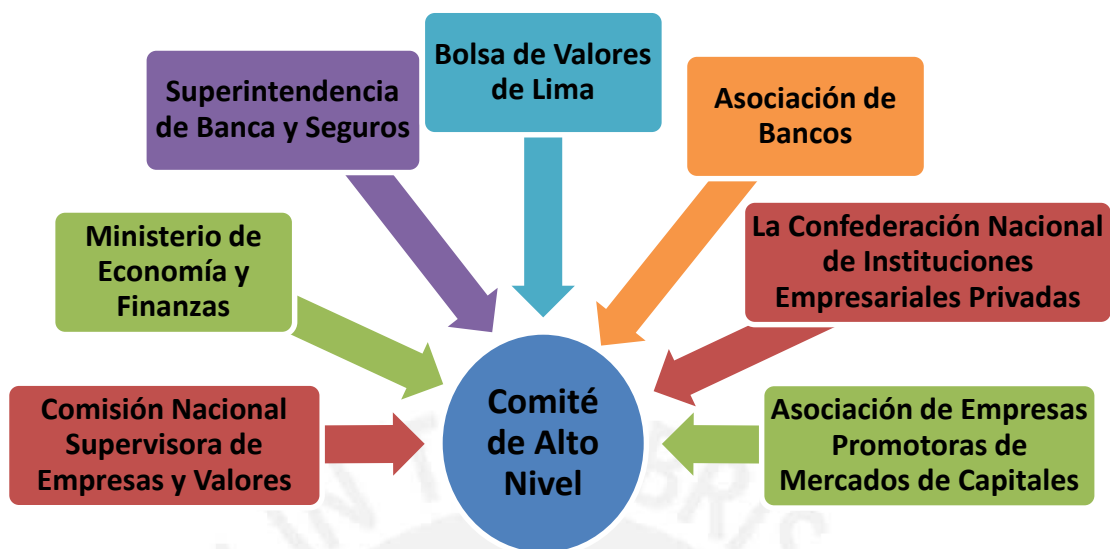 Bolsa de Valores
de Lima
Superintendencia
de Banca y Seguros
Asociación de
Bancos
Ministerio de
Economía y
Finanzas
La Confederación Nacional
de Instituciones
Empresariales Privadas
Comisión Nacional
Supervisora de
Empresas y Valores
Comité
de Alto
Nivel
Asociación de Empresas
Promotoras de
Mercados de Capitales